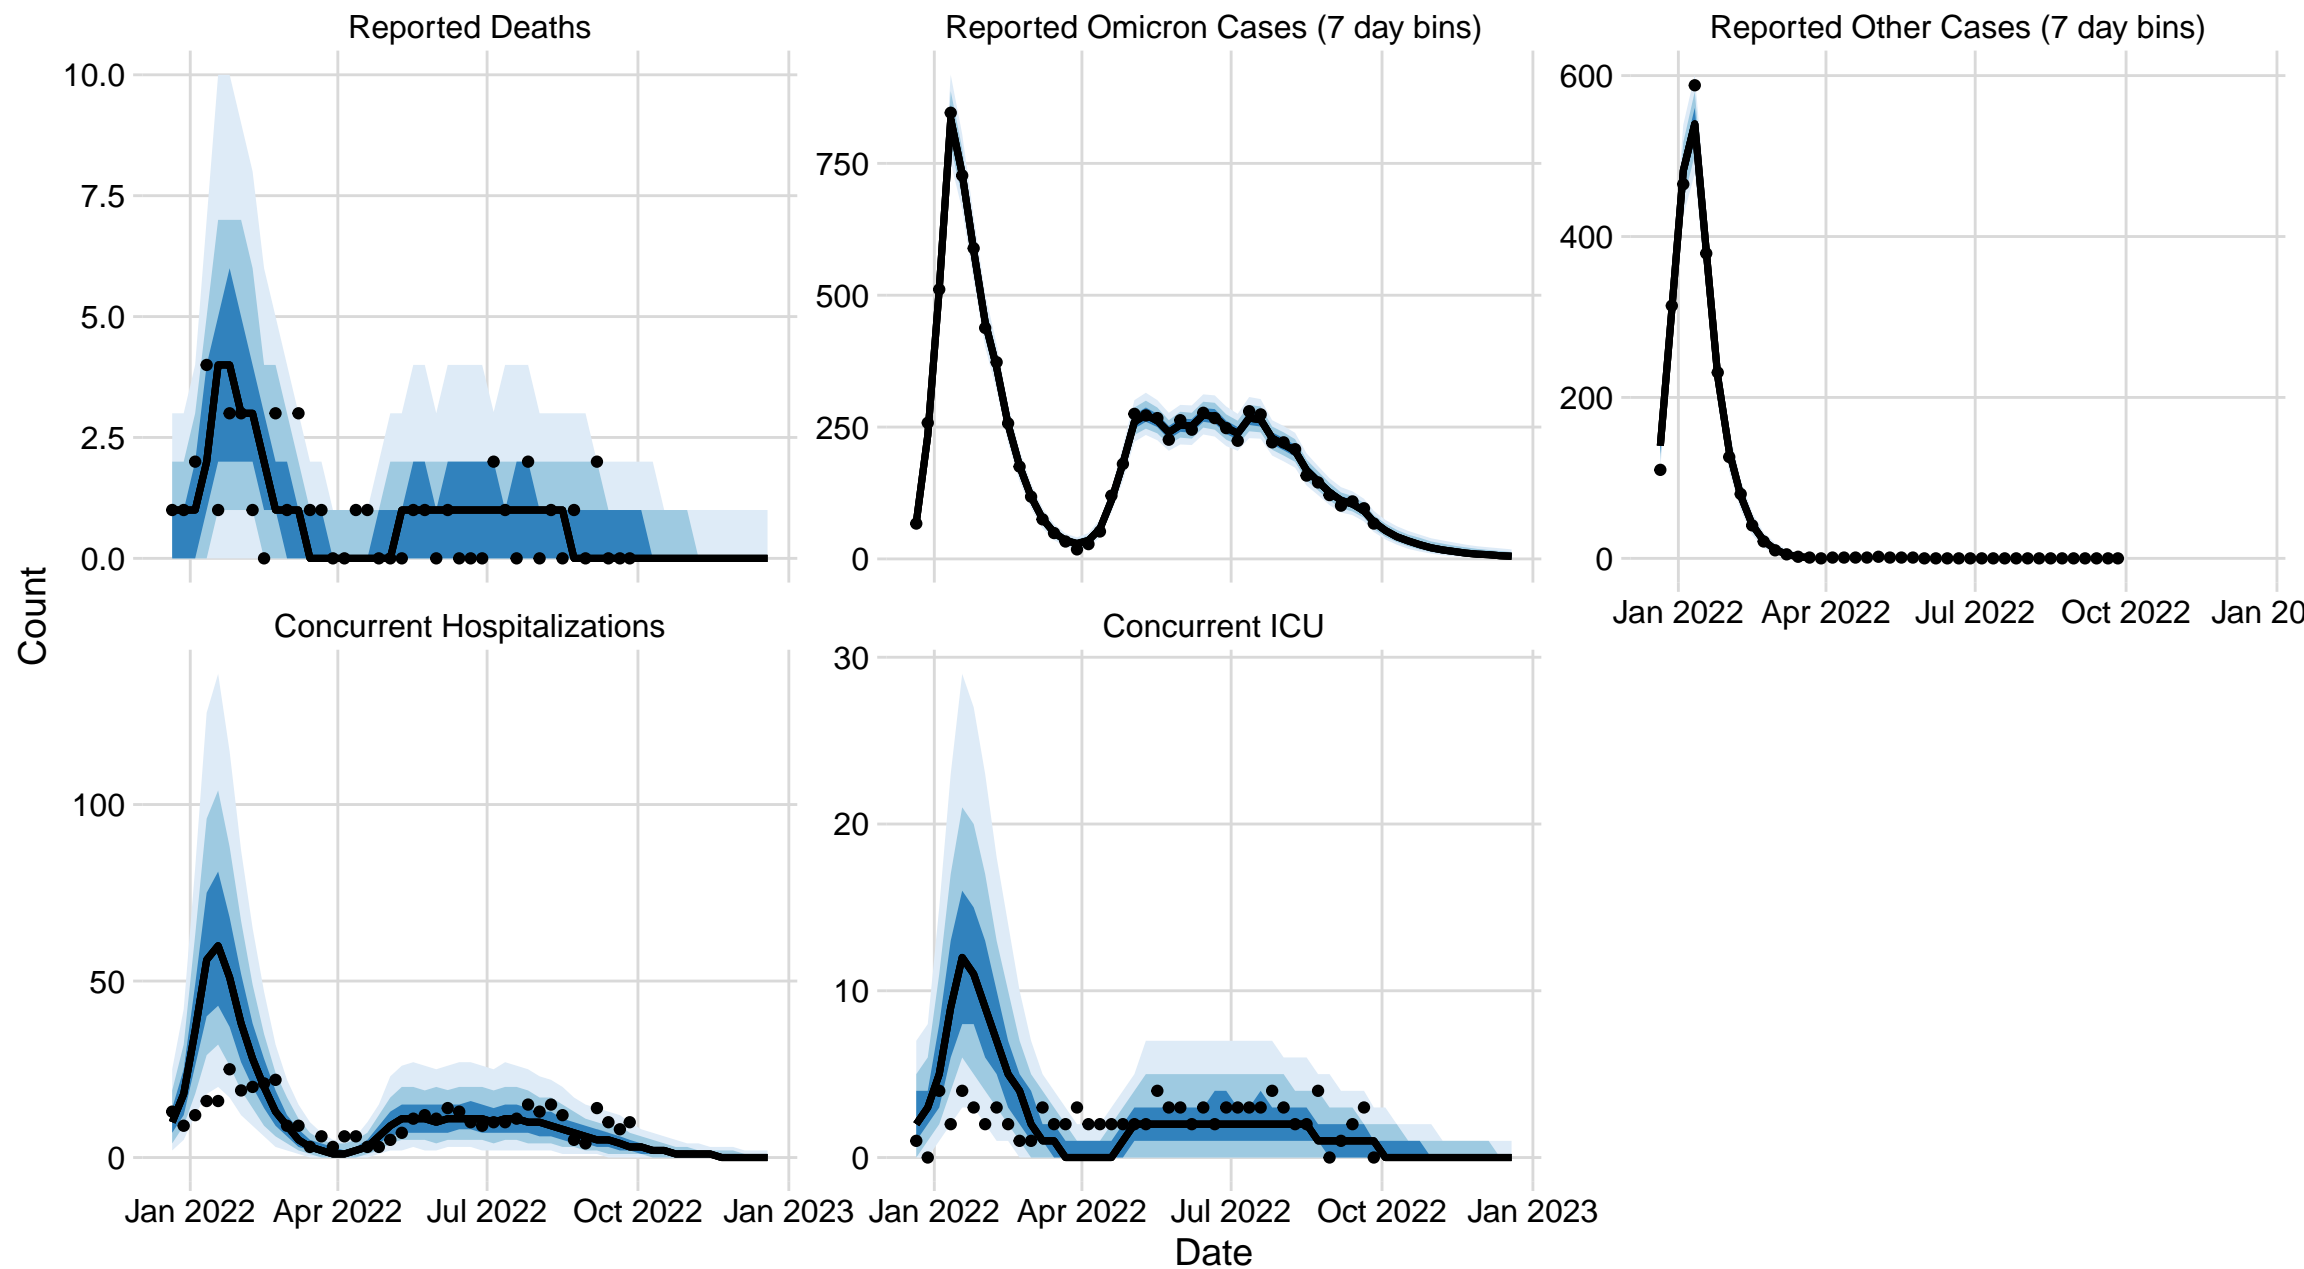 Reported Deaths
Reported Omicron Cases (7 day bins)
Reported Other Cases (7 day bins)
10.0
7.5
5.0
2.5
0.0
750
500
250
0
600
400
200
0
Jan 2022 Apr 2022 Jul 2022 Oct 2022 Jan 20
Count
Concurrent Hospitalizations
Concurrent ICU
100
50
0
30
20
10
0
Jan 2022 Apr 2022 Jul 2022 Oct 2022 Jan 2023
Jan 2022 Apr 2022 Jul 2022 Oct 2022 Jan 2023
Date